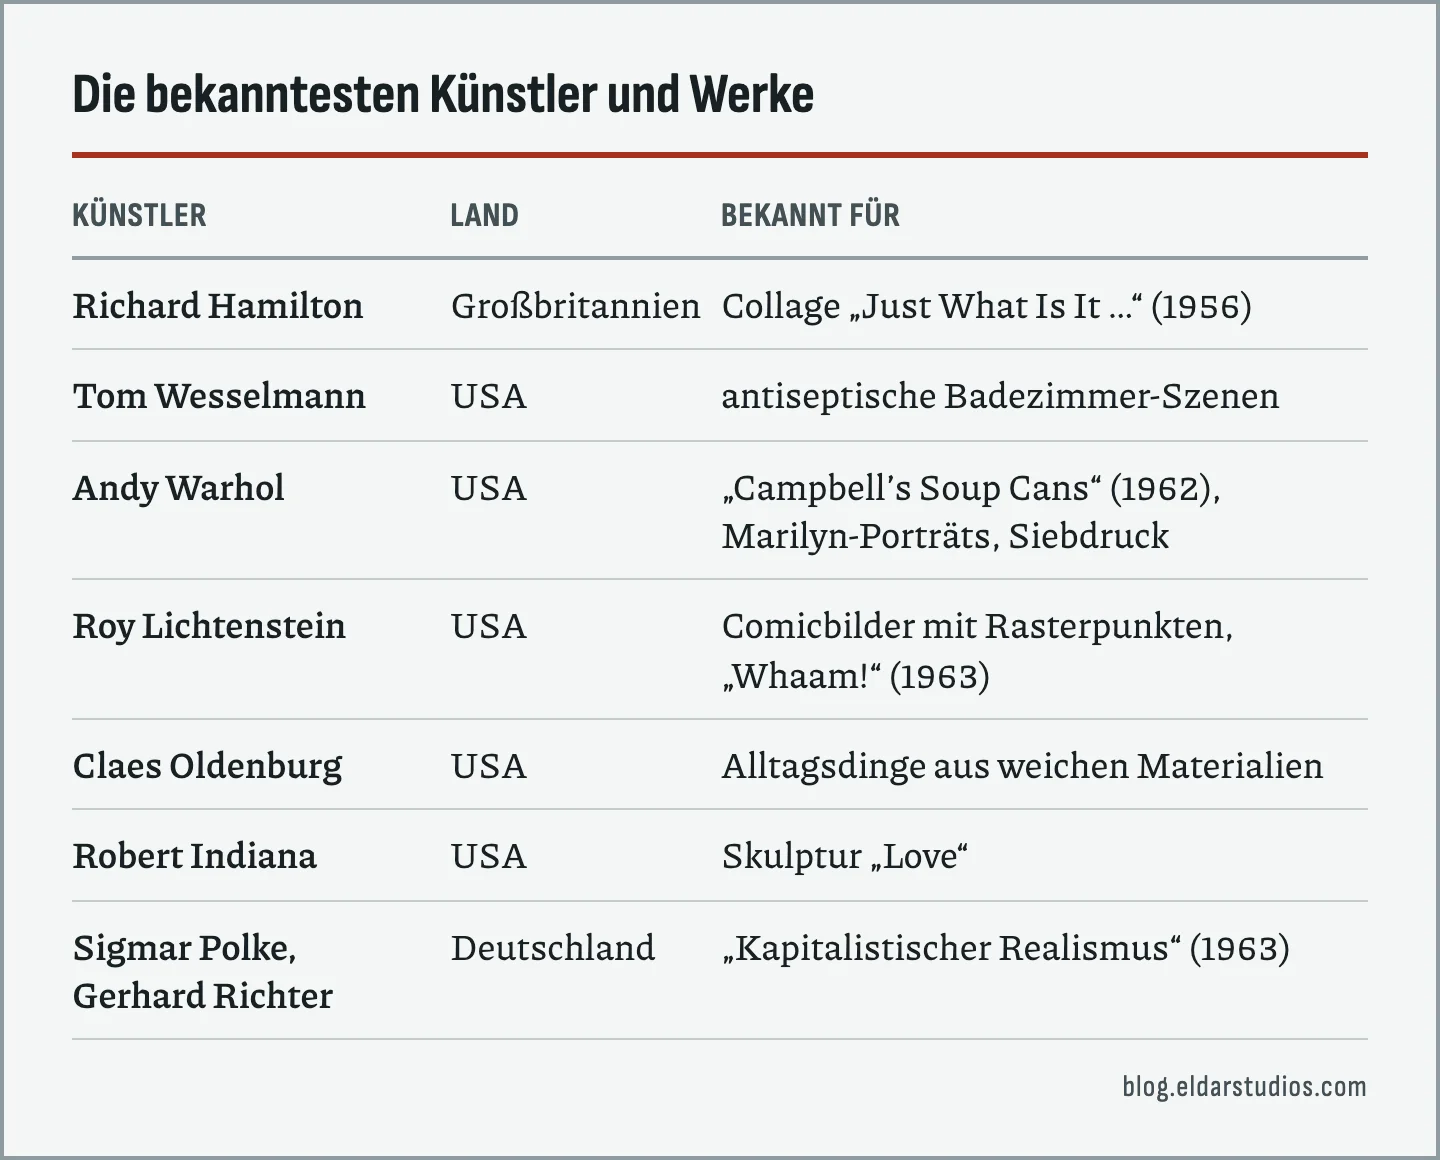 Die bekanntesten Künstler und Werke
KÜNSTLER LAND BEKANNT FÜR
Richard Hamilton Großbritannien Collage „Just What Is It …“ (1956)
Tom Wesselmann USA antiseptische Badezimmer-Szenen
Andy Warhol USA „Campbell’s Soup Cans“ (1962),
Marilyn-Porträts, Siebdruck
Roy Lichtenstein USA Comicbilder mit Rasterpunkten,
„Whaam!“ (1963)
Claes Oldenburg USA Alltagsdinge aus weichen Materialien
Robert Indiana USA Skulptur „Love“
Sigmar Polke, Deutschland „Kapitalistischer Realismus“ (1963)
Gerhard Richter
blog.eldarstudios.com